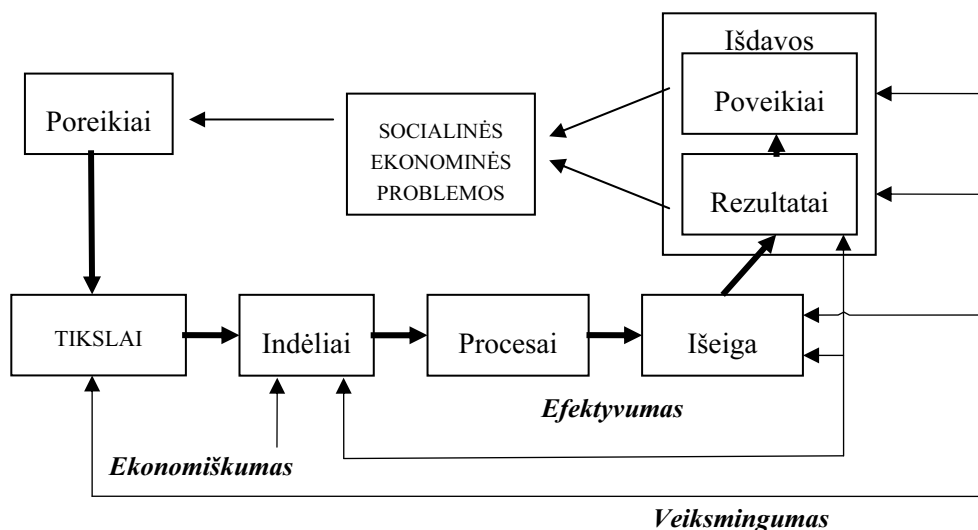 Išdavos
Poveikiai
Poreikiai
SOCIALINĖS
EKONOMINĖS
PROBLEMOS
Rezultatai
TIKSLAI
Indėliai
Procesai
Išeiga
Efektyvumas
Ekonomiškumas
Veiksmingumas